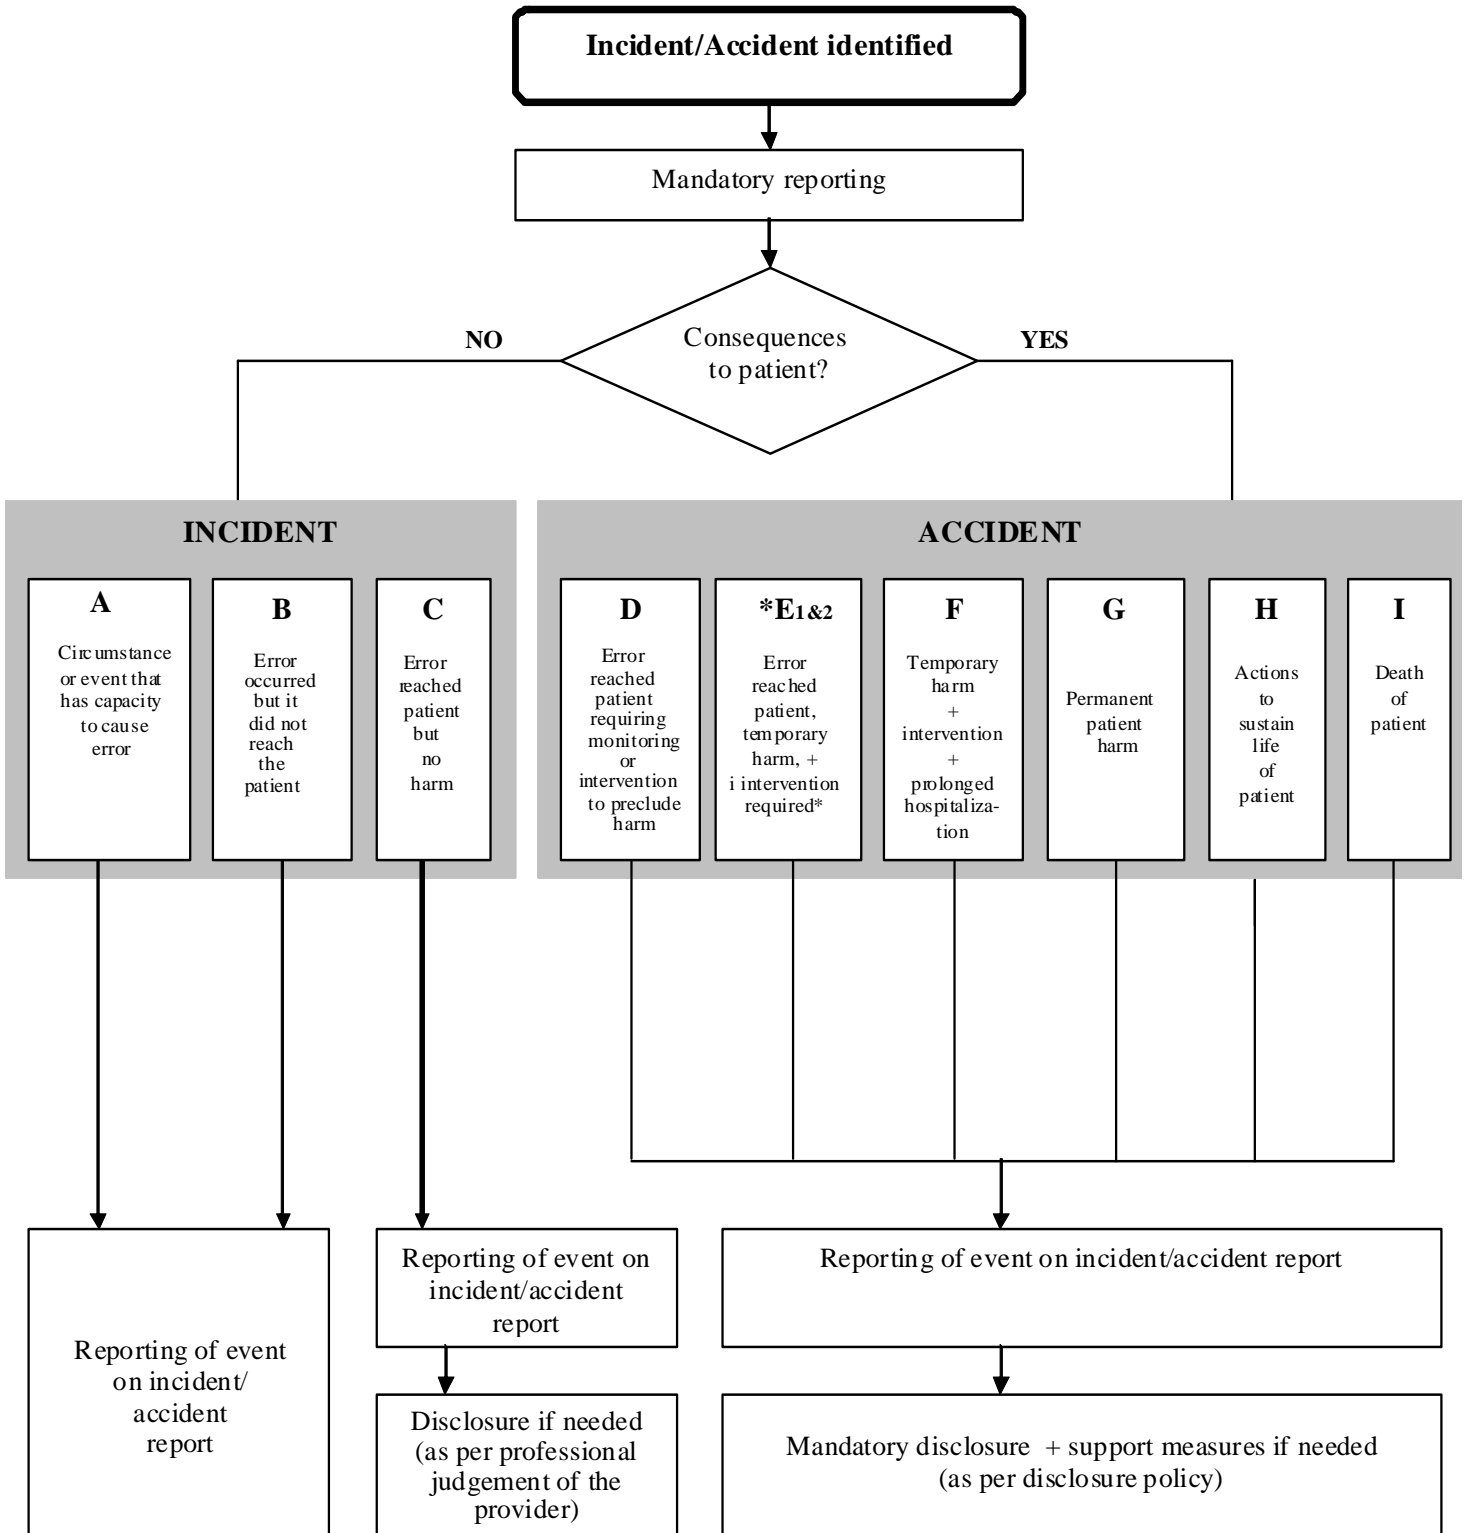 Incident/Accident identified
Mandatory reporting
Consequences
to patient?
NO
YES
INCIDENT
A
Circumstance
or event that
has capacity
to cause
error
B
Error
occurred
but it
did not
reach
the
patient
C
Error
reached
patient
but
no
harm
ACCIDENT
D
Error
reached
patient
requiring
monitoring
or
intervention
to preclude
harm
*E1&2
Error
reached
patient,
temporary
harm, +
i intervention
required*
F
Temporary
harm
+
intervention
+
prolonged
hospitaliza-
tion
G
Permanent
patient
harm
H
Actions
to
sustain
life
of
patient
I
Death
of
patient
Reporting of event
on incident/
accident
report
Reporting of event on
incident/accident
report
Disclosure if needed
(as per professional
judgement of the
provider)
Reporting of event on incident/accident report
Mandatory disclosure + support measures if needed
(as per disclosure policy)